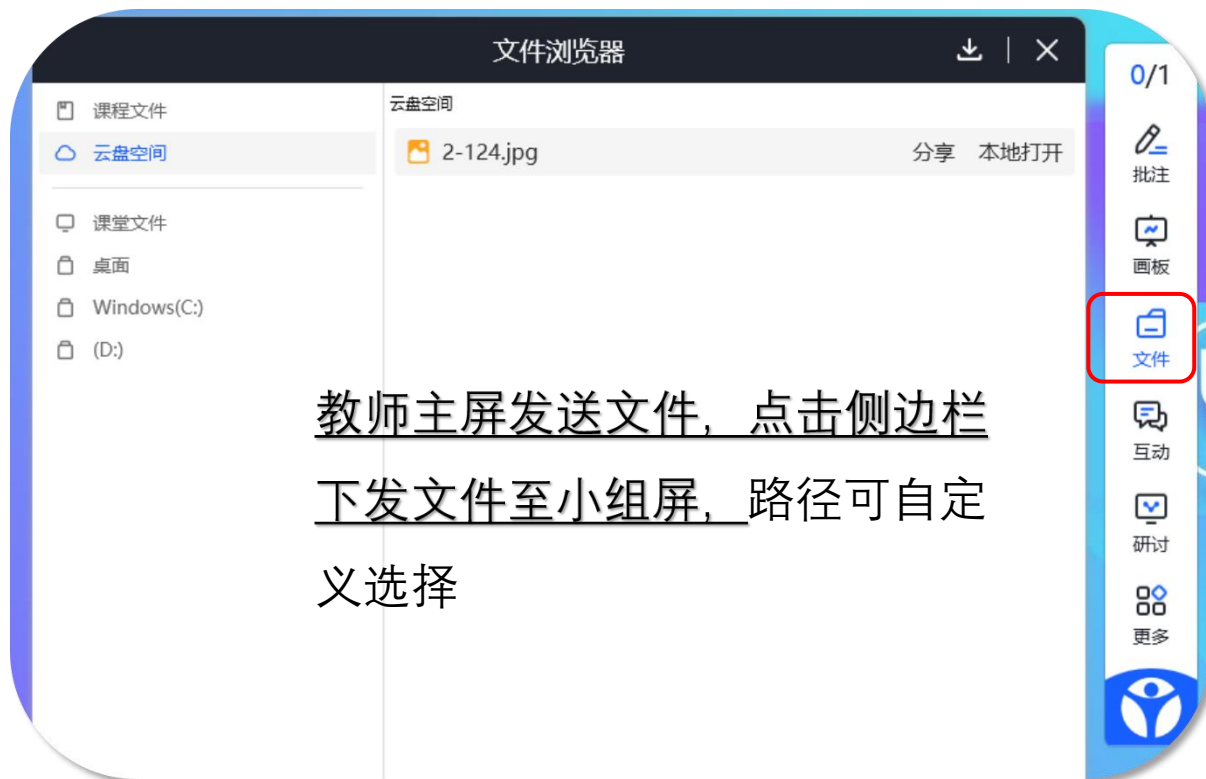 文件浏览器
课程文件
云盘空间
课堂文件
桌面
Windows(C:)
(D:)
云盘空间
2-124.jpg 分享 本地打开
教师主屏发送文件，点击侧边栏
下发文件至小组屏，路径可自定
义选择
0/1
批注
画板
文件
互动
研讨
更多